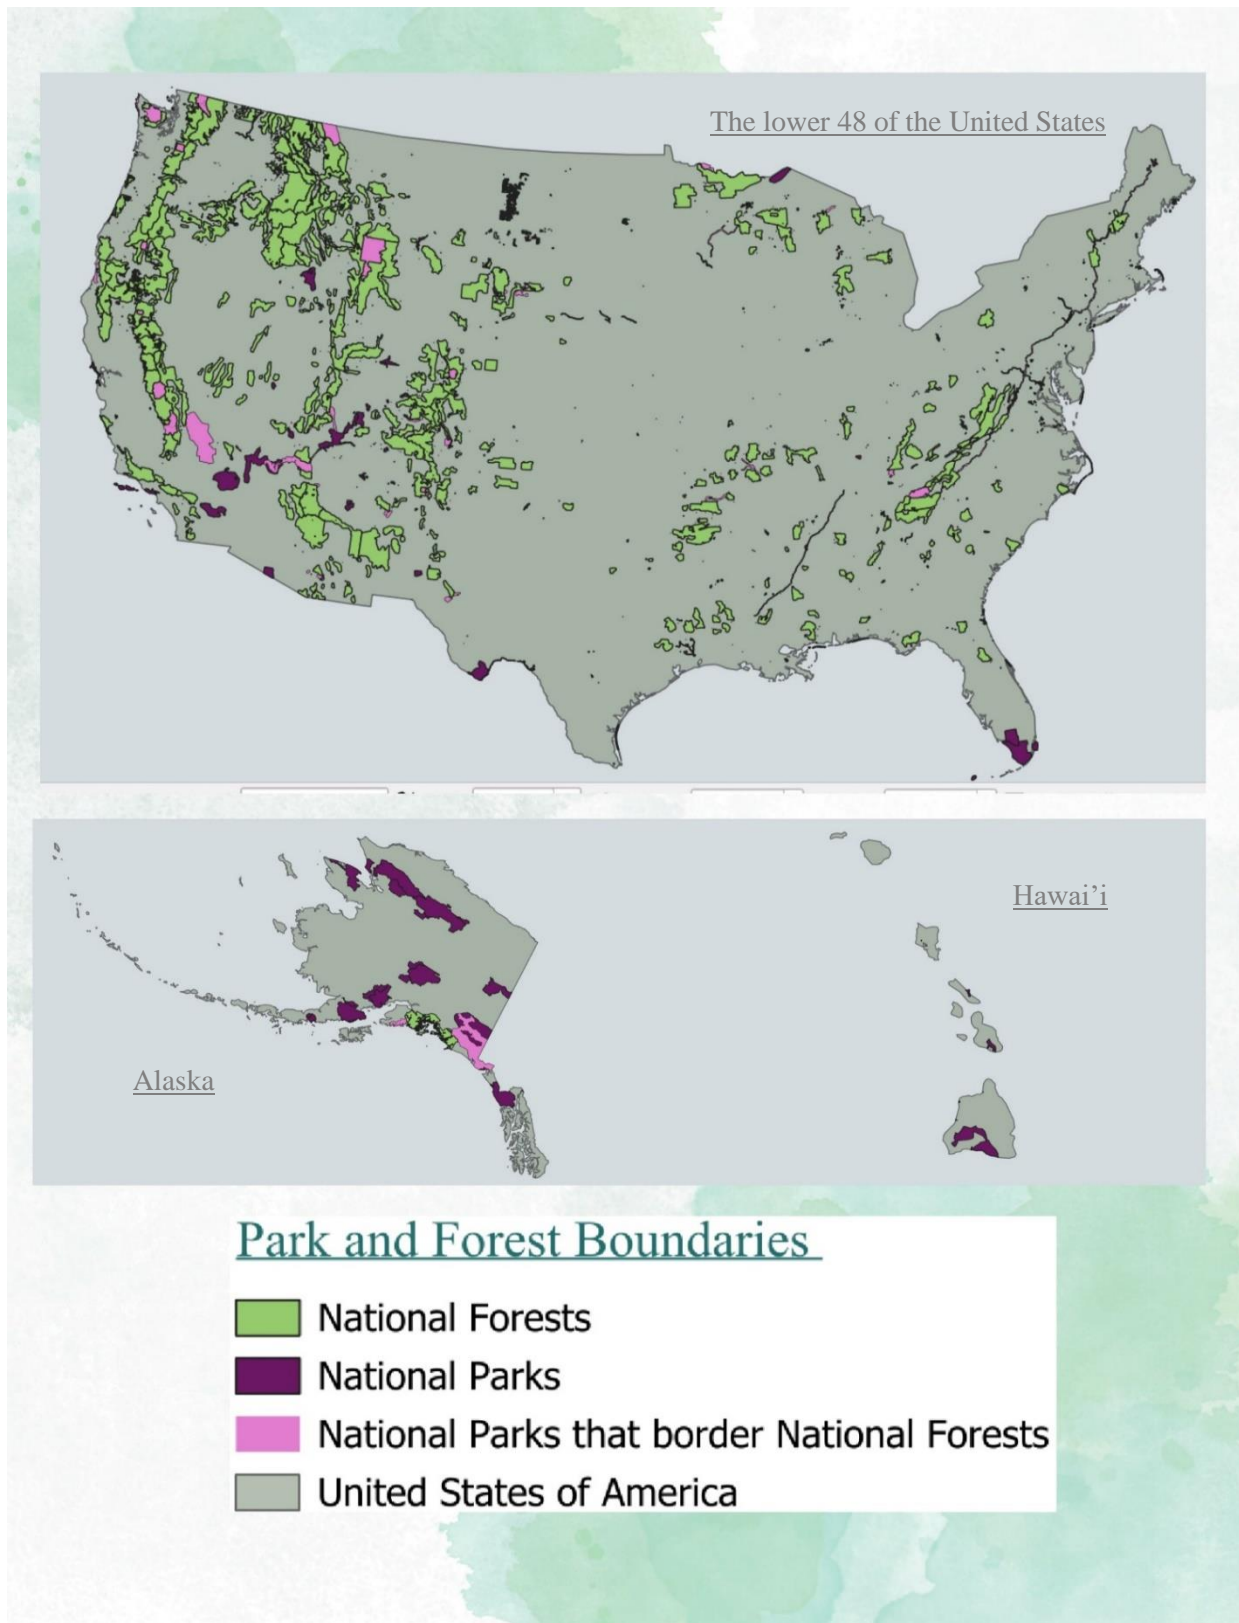 The lower 48 of the United States
Hawai’i
Alaska
Park and Forest Boundaries
National Forests
National Parks
National Parks that border National Forests
United States of America